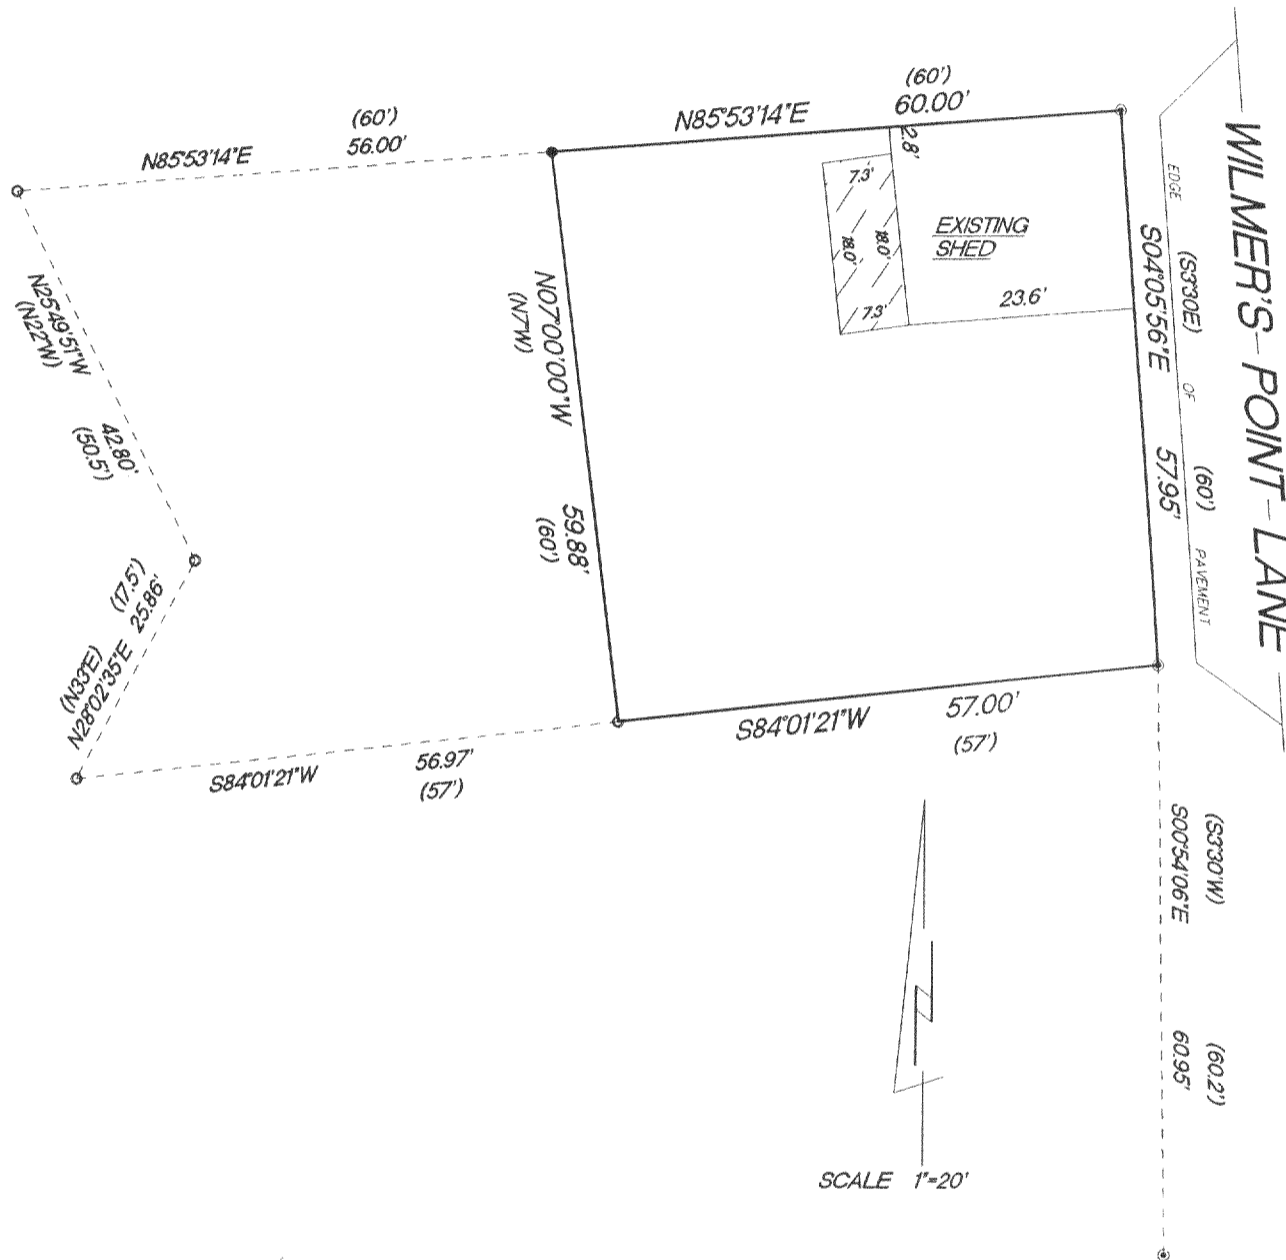 (60')
60.00'
N85°53'14"E
(60')
56.00'
N85°53'14"E
2.8'
7.3'
18.0'
18.0'
7.3'
EXISTING
SHED
23.6'
WILMER'S POINT LANE
EDGE OF PAVEMENT
(S3°30'E) (60')
S04°05'56"E 57.95'
N07°00'00"W 59.88'
(N7°W) (60')
N25°49'51"W 42.80'
(N22°W) (50.5')
(17.5')
25.86'
(N33°E)
N28°02'35"E
S84°01'21"W
57.00'
(57')
S84°01'21"W
56.97'
(57')
(S3°30'W) (60.2')
S00°54'06"E 60.95'
SCALE 1"=20'